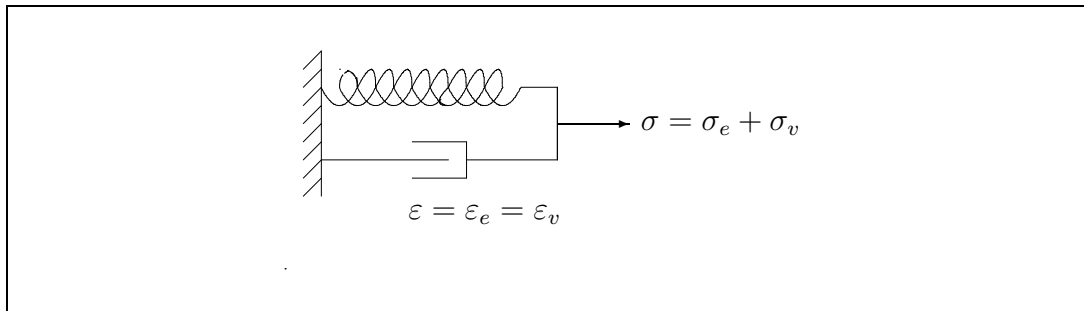 σ = σ_e + σ_v
ε = ε_e = ε_v